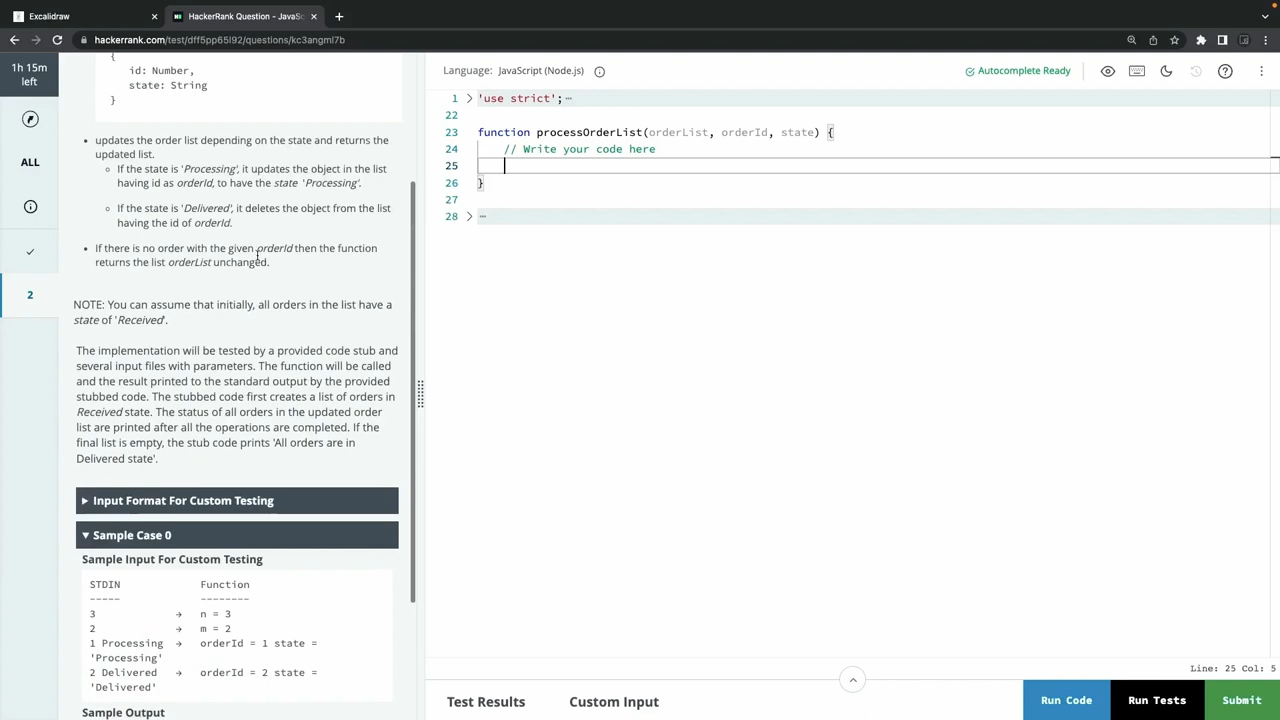 Excalidraw
HackerRank Question - JavaSc
hackerrank.com/test/dff5pp65l92/questions/kc3angml7b
1h 15m
left
ALL
2
{
id: Number,
state: String
}
updates the order list depending on the state and returns the
updated list.
If the state is 'Processing', it updates the object in the list
having id as orderId, to have the state 'Processing'.
If the state is 'Delivered', it deletes the object from the list
having the id of orderId.
If there is no order with the given orderId then the function
returns the list orderList unchanged.
NOTE: You can assume that initially, all orders in the list have a
state of 'Received'.
The implementation will be tested by a provided code stub and
several input files with parameters. The function will be called
and the result printed to the standard output by the provided
stubbed code. The stubbed code first creates a list of orders in
Received state. The status of all orders in the updated order
list are printed after all the operations are completed. If the
final list is empty, the stub code prints 'All orders are in
Delivered state'.
Input Format For Custom Testing
Sample Case 0
Sample Input For Custom Testing
STDIN Function
----- --------
3 → n = 3
2 → m = 2
1 Processing → orderId = 1 state =
'Processing'
2 Delivered → orderId = 2 state =
'Delivered'
Sample Output
Language: JavaScript (Node.js)
Autocomplete Ready
1 'use strict';
22
23 function processOrderList(orderList, orderId, state) {
24 // Write your code here
25
26 }
27
28
Line: 25 Col: 5
Test Results
Custom Input
Run Code
Run Tests
Submit